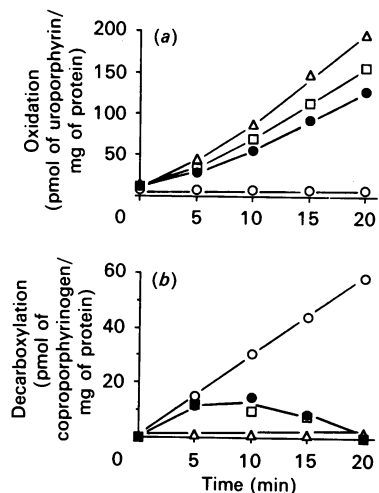 (a)
Oxidation
(pmol of uroporphyrin/
mg of protein)
200
150
100
50
0
5 10 15 20
(b)
Decarboxylation
(pmol of
coproporphyrinogen/
mg of protein)
60
40
20
0
5 10 15 20
Time (min)